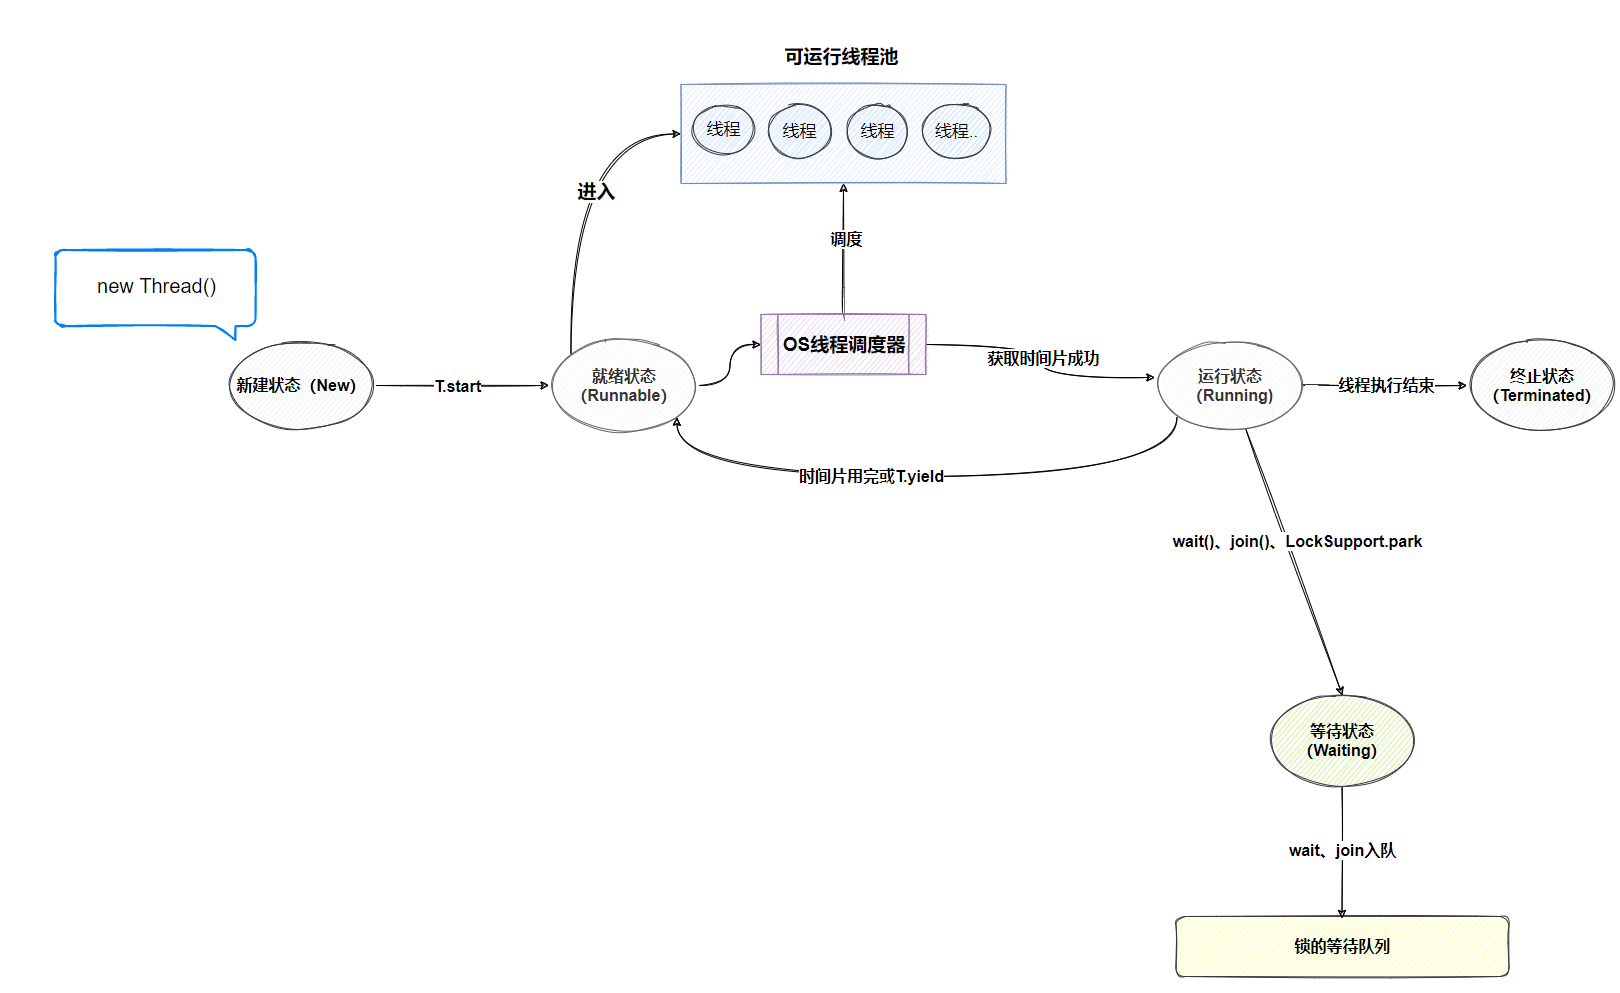 可运行线程池
线程
线程
线程
线程..
进入
调度
new Thread()
OS线程调度器
获取时间片成功
新建状态（New）
T.start
就绪状态
（Runnable）
运行状态
（Running）
线程执行结束
终止状态
（Terminated）
时间片用完或T.yield
wait()、join()、LockSupport.park
等待状态
（Waiting）
wait、join入队
锁的等待队列